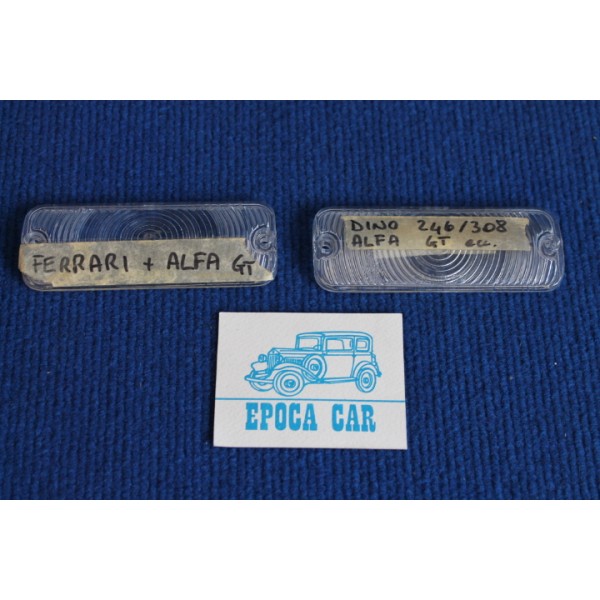 FERRARI + ALFA GT
DINO 246/308
ALFA GT ecc.
EPOCA CAR